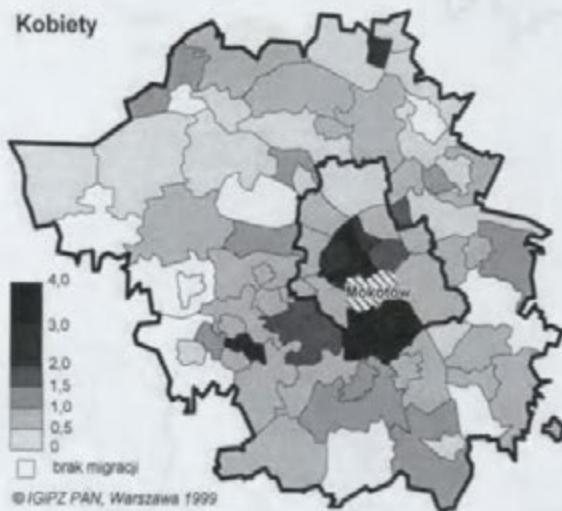 Kobiety
Mokotów
4,0
3,0
2,0
1,5
1,0
0,5
0
brak migracji
© IGiPZ PAN, Warszawa 1999